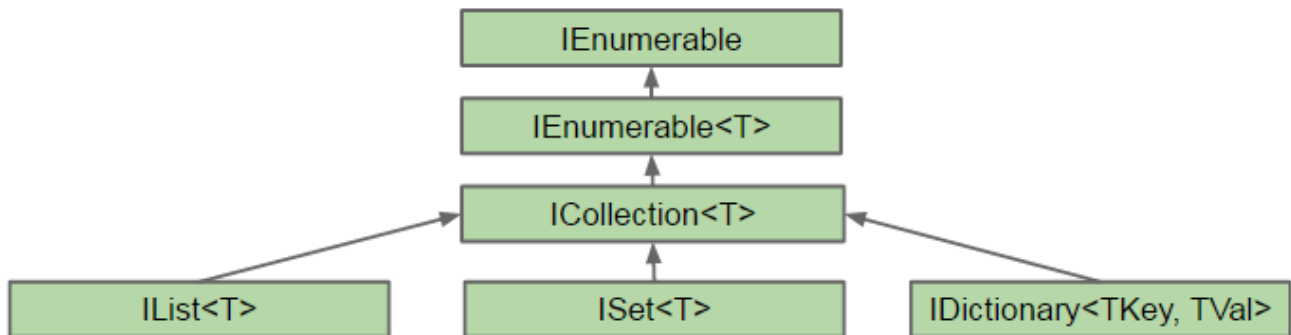 IEnumerable
IEnumerable<T>
ICollection<T>
IList<T>
ISet<T>
IDictionary<TKey, TVal>